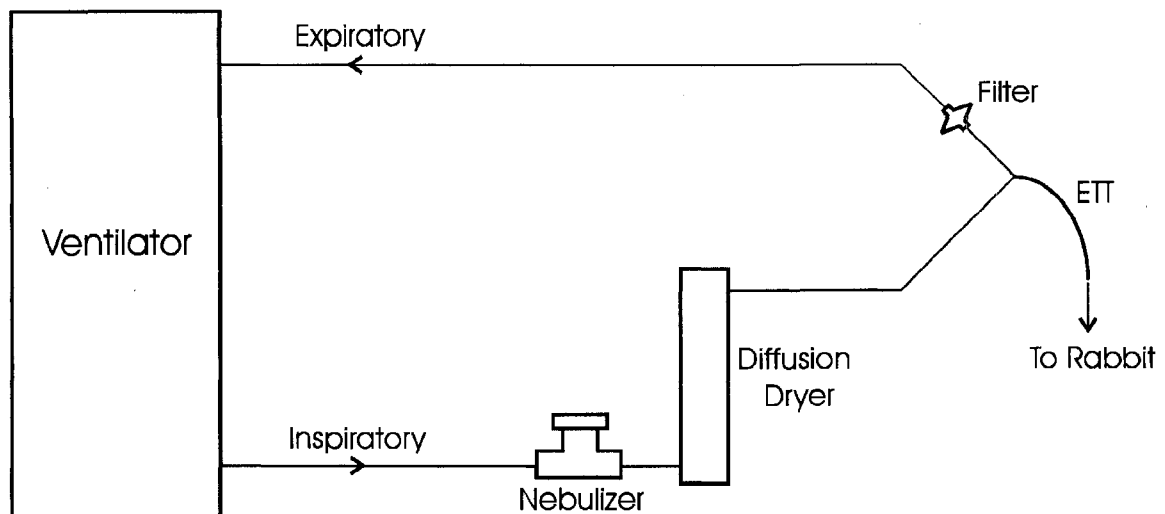 Expiratory
Filter
ETT
Ventilator
Diffusion
Dryer
To Rabbit
Inspiratory
Nebulizer